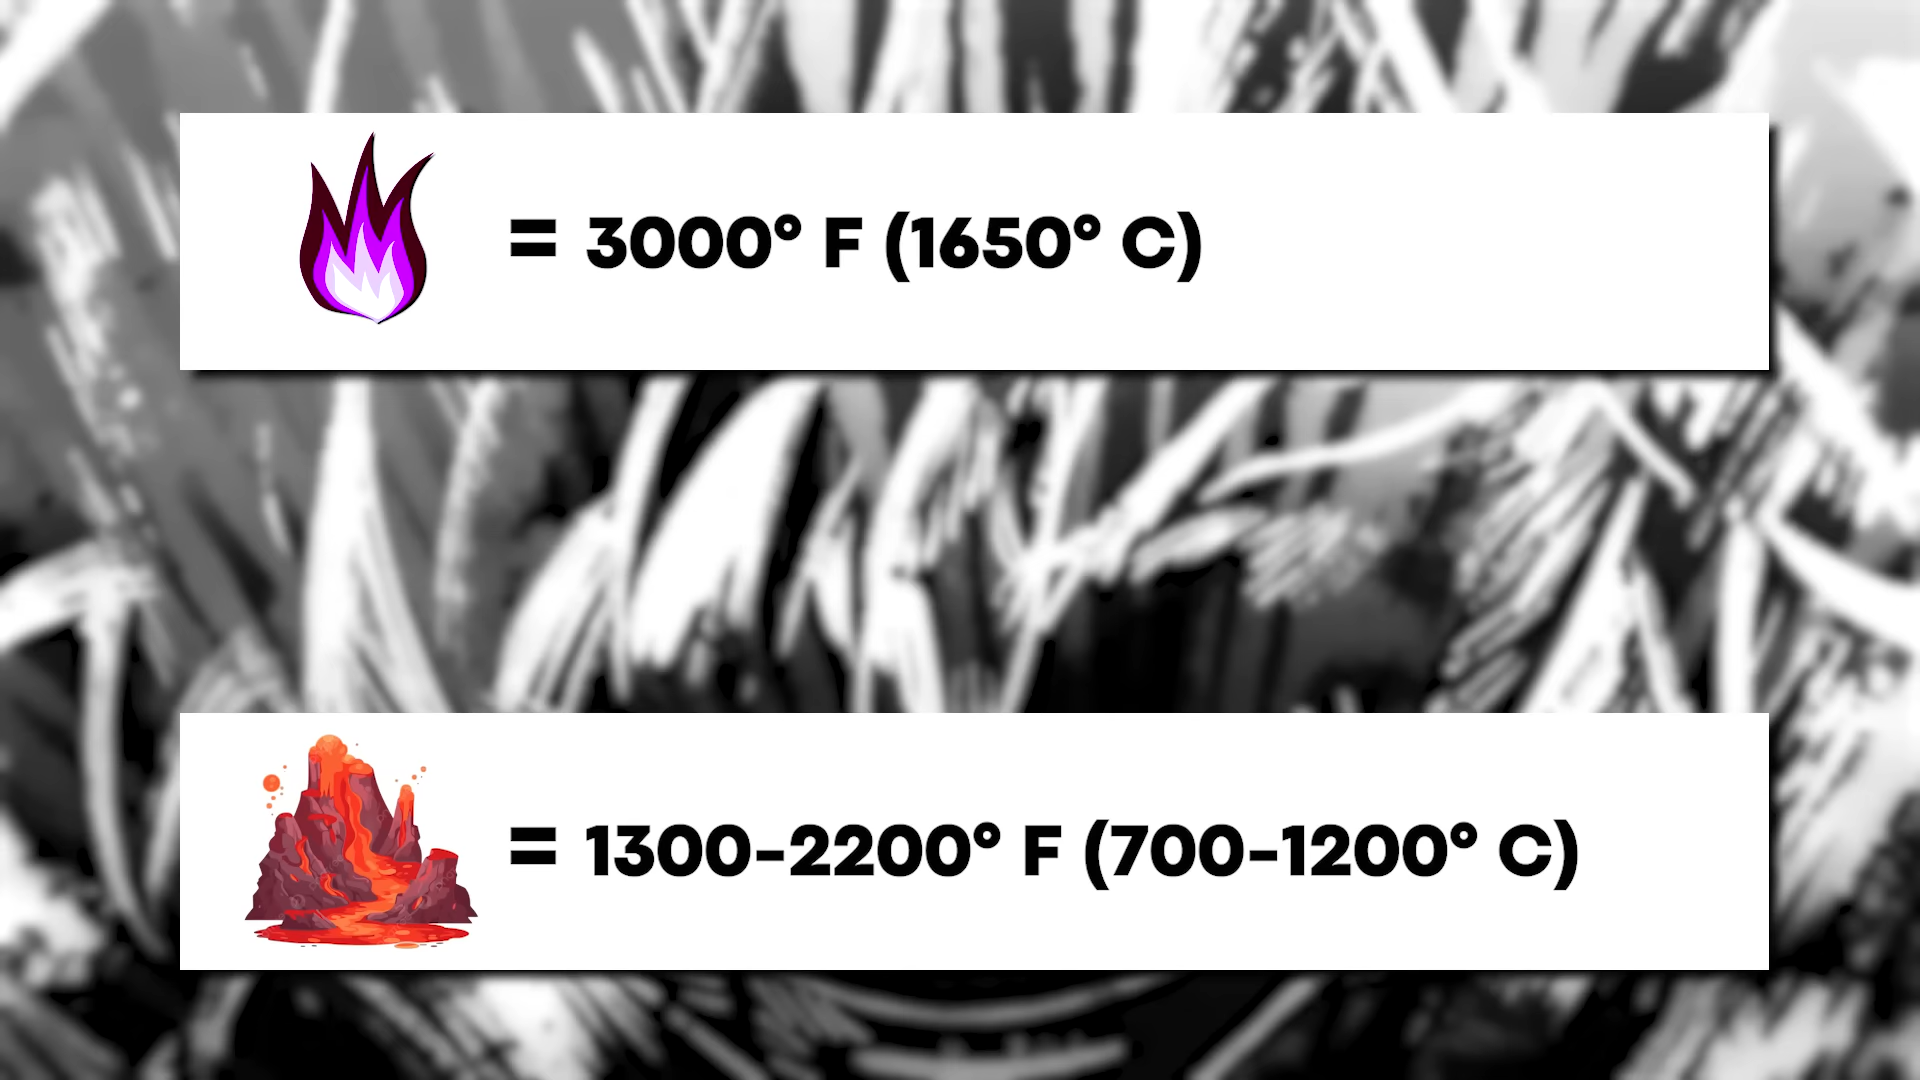 = 3000° F (1650° C)
= 1300-2200° F (700-1200° C)